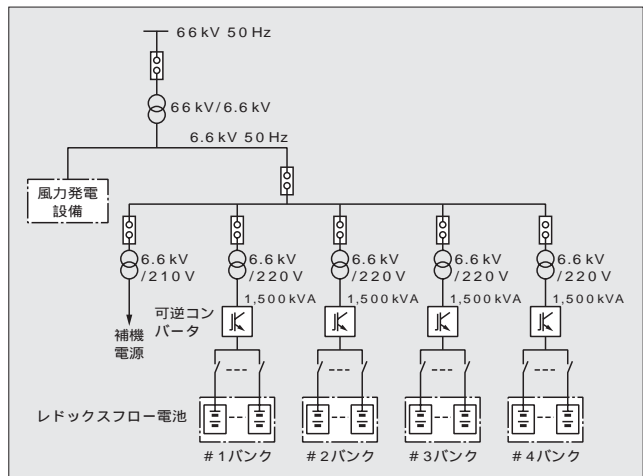 66kV 50Hz
66kV/6.6kV
6.6kV 50Hz
風力発電
設備
6.6kV
/210V
6.6kV
/220V
6.6kV
/220V
6.6kV
/220V
6.6kV
/220V
1,500kVA
1,500kVA
1,500kVA
1,500kVA
可逆コン
バータ
補機
電源
レドックスフロー電池
#1バンク
#2バンク
#3バンク
#4バンク